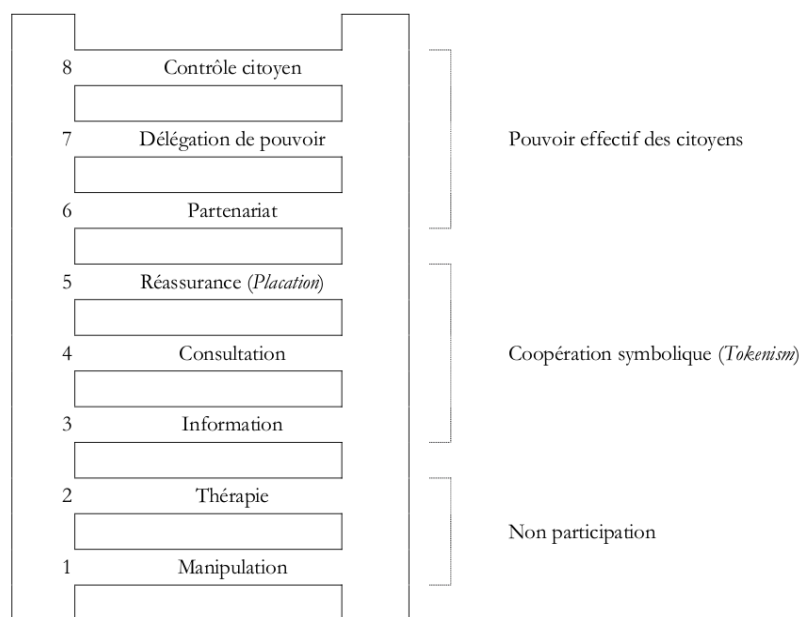 8 Contrôle citoyen
7 Délégation de pouvoir Pouvoir effectif des citoyens
6 Partenariat
5 Réassurance (Placation)
4 Consultation Coopération symbolique (Tokenism)
3 Information
2 Thérapie
Non participation
1 Manipulation